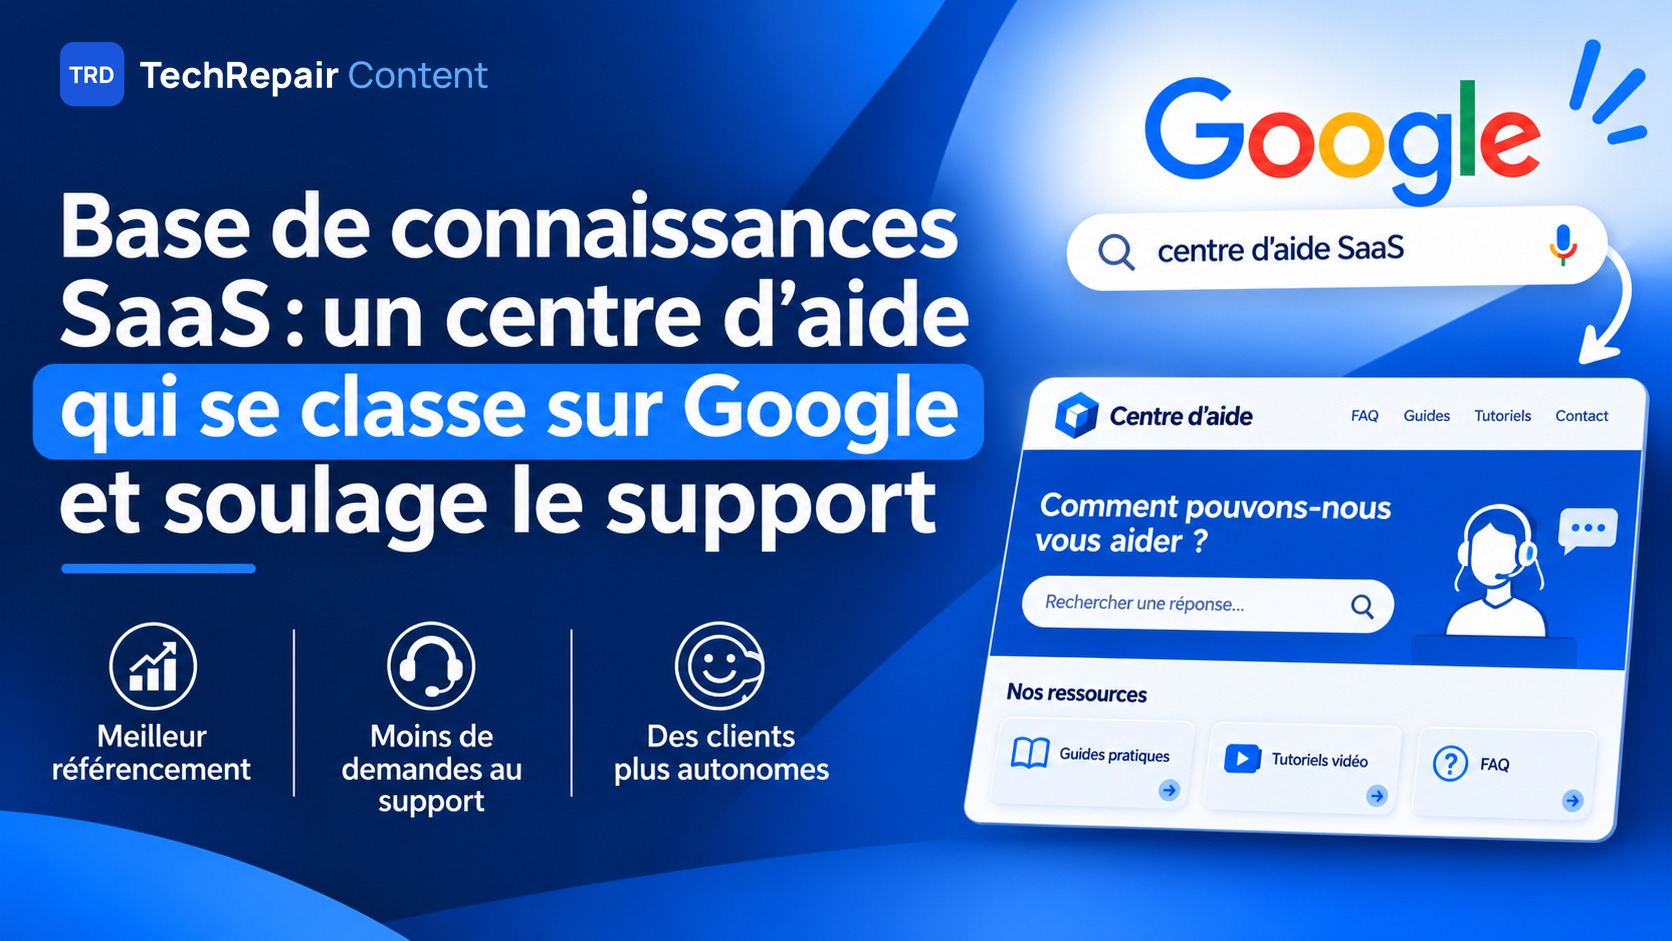 TRD
TechRepair Content
Base de connaissances
SaaS : un centre d’aide
qui se classe sur Google
et soulage le support
Meilleur
référencement
Moins de
demandes au
support
Des clients
plus autonomes
Google
centre d’aide SaaS
Centre d’aide
FAQ
Guides
Tutoriels
Contact
Comment pouvons-nous
vous aider ?
Rechercher une réponse...
Nos ressources
Guides pratiques
Tutoriels vidéo
FAQ